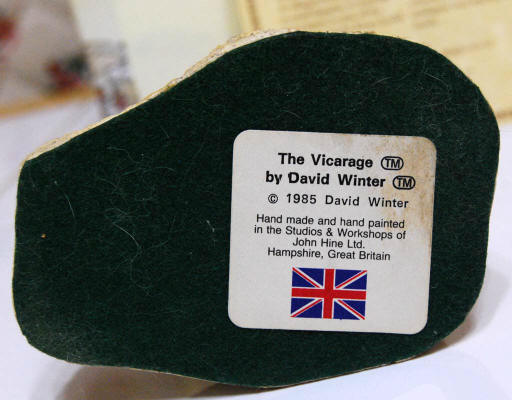 The Vicarage TM
by David Winter TM
© 1985 David Winter
Hand made and hand painted
in the Studios & Workshops of
John Hine Ltd.
Hampshire, Great Britain